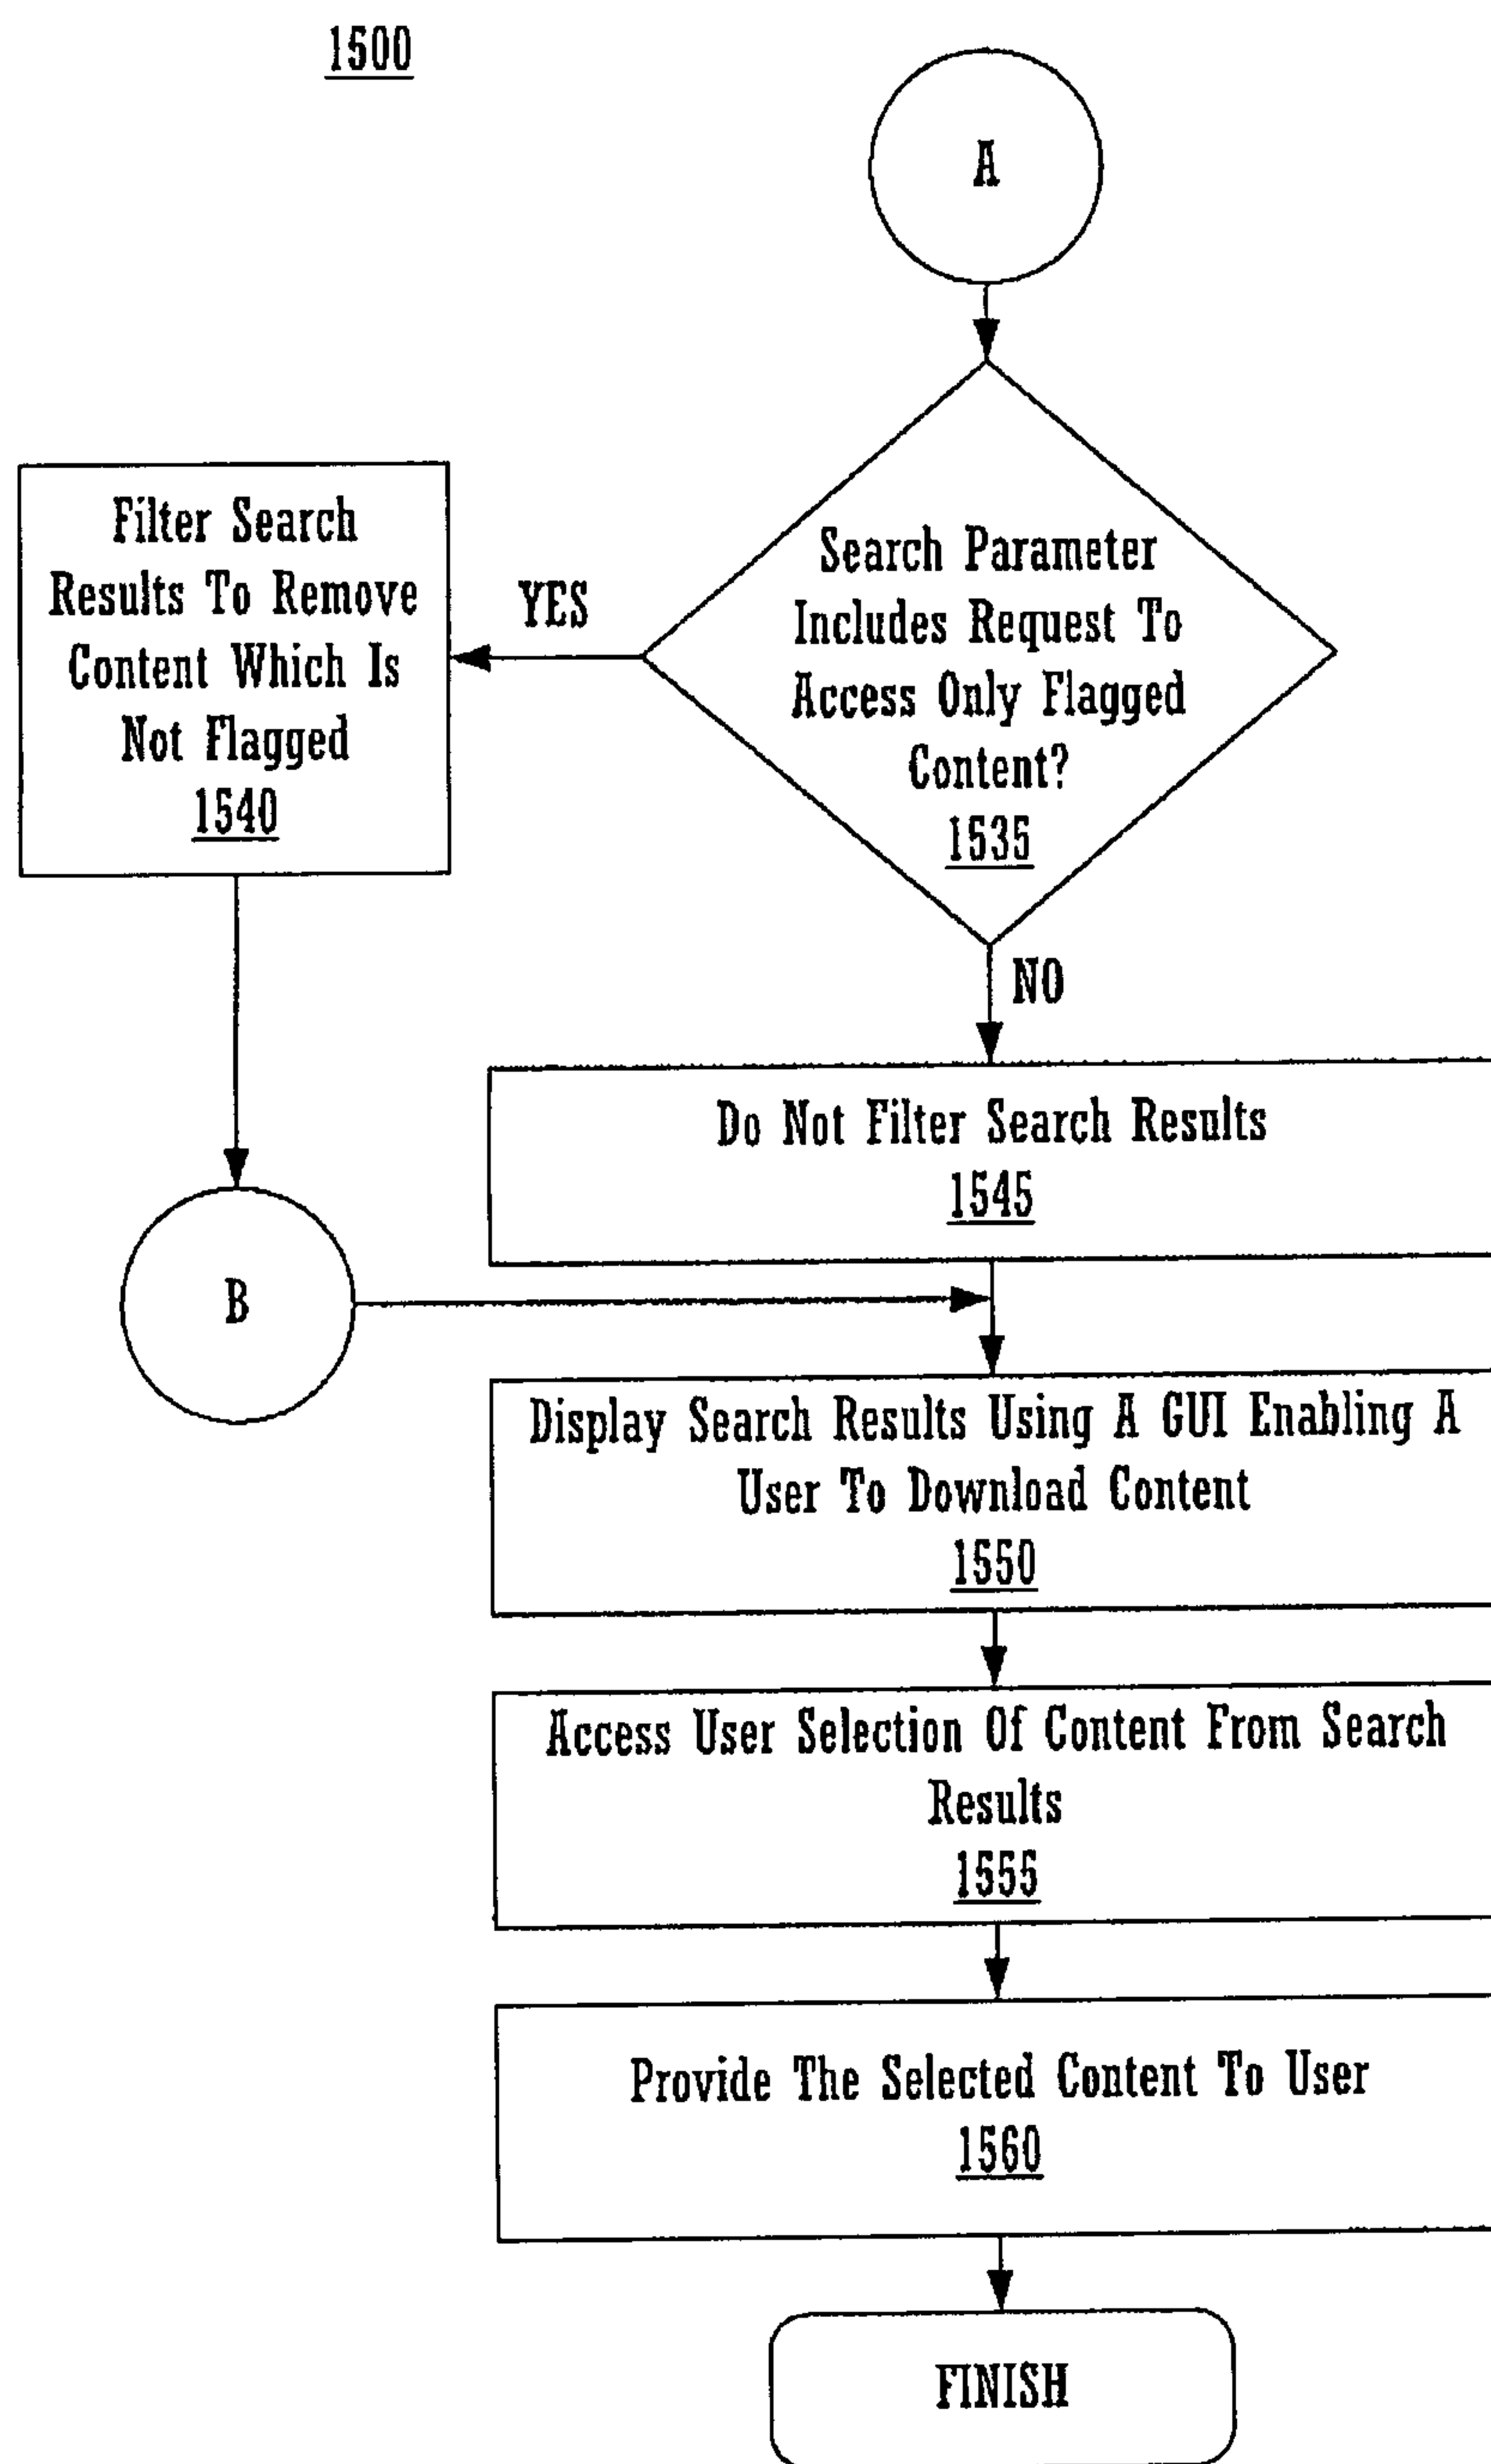 1500
A
Search Parameter
Includes Request To
Access Only Flagged
Content?
1535
YES
Filter Search
Results To Remove
Content Which Is
Not Flagged
1540
NO
Do Not Filter Search Results
1545
B
Display Search Results Using A GUI Enabling A
User To Download Content
1550
Access User Selection Of Content From Search
Results
1555
Provide The Selected Content To User
1560
FINISH